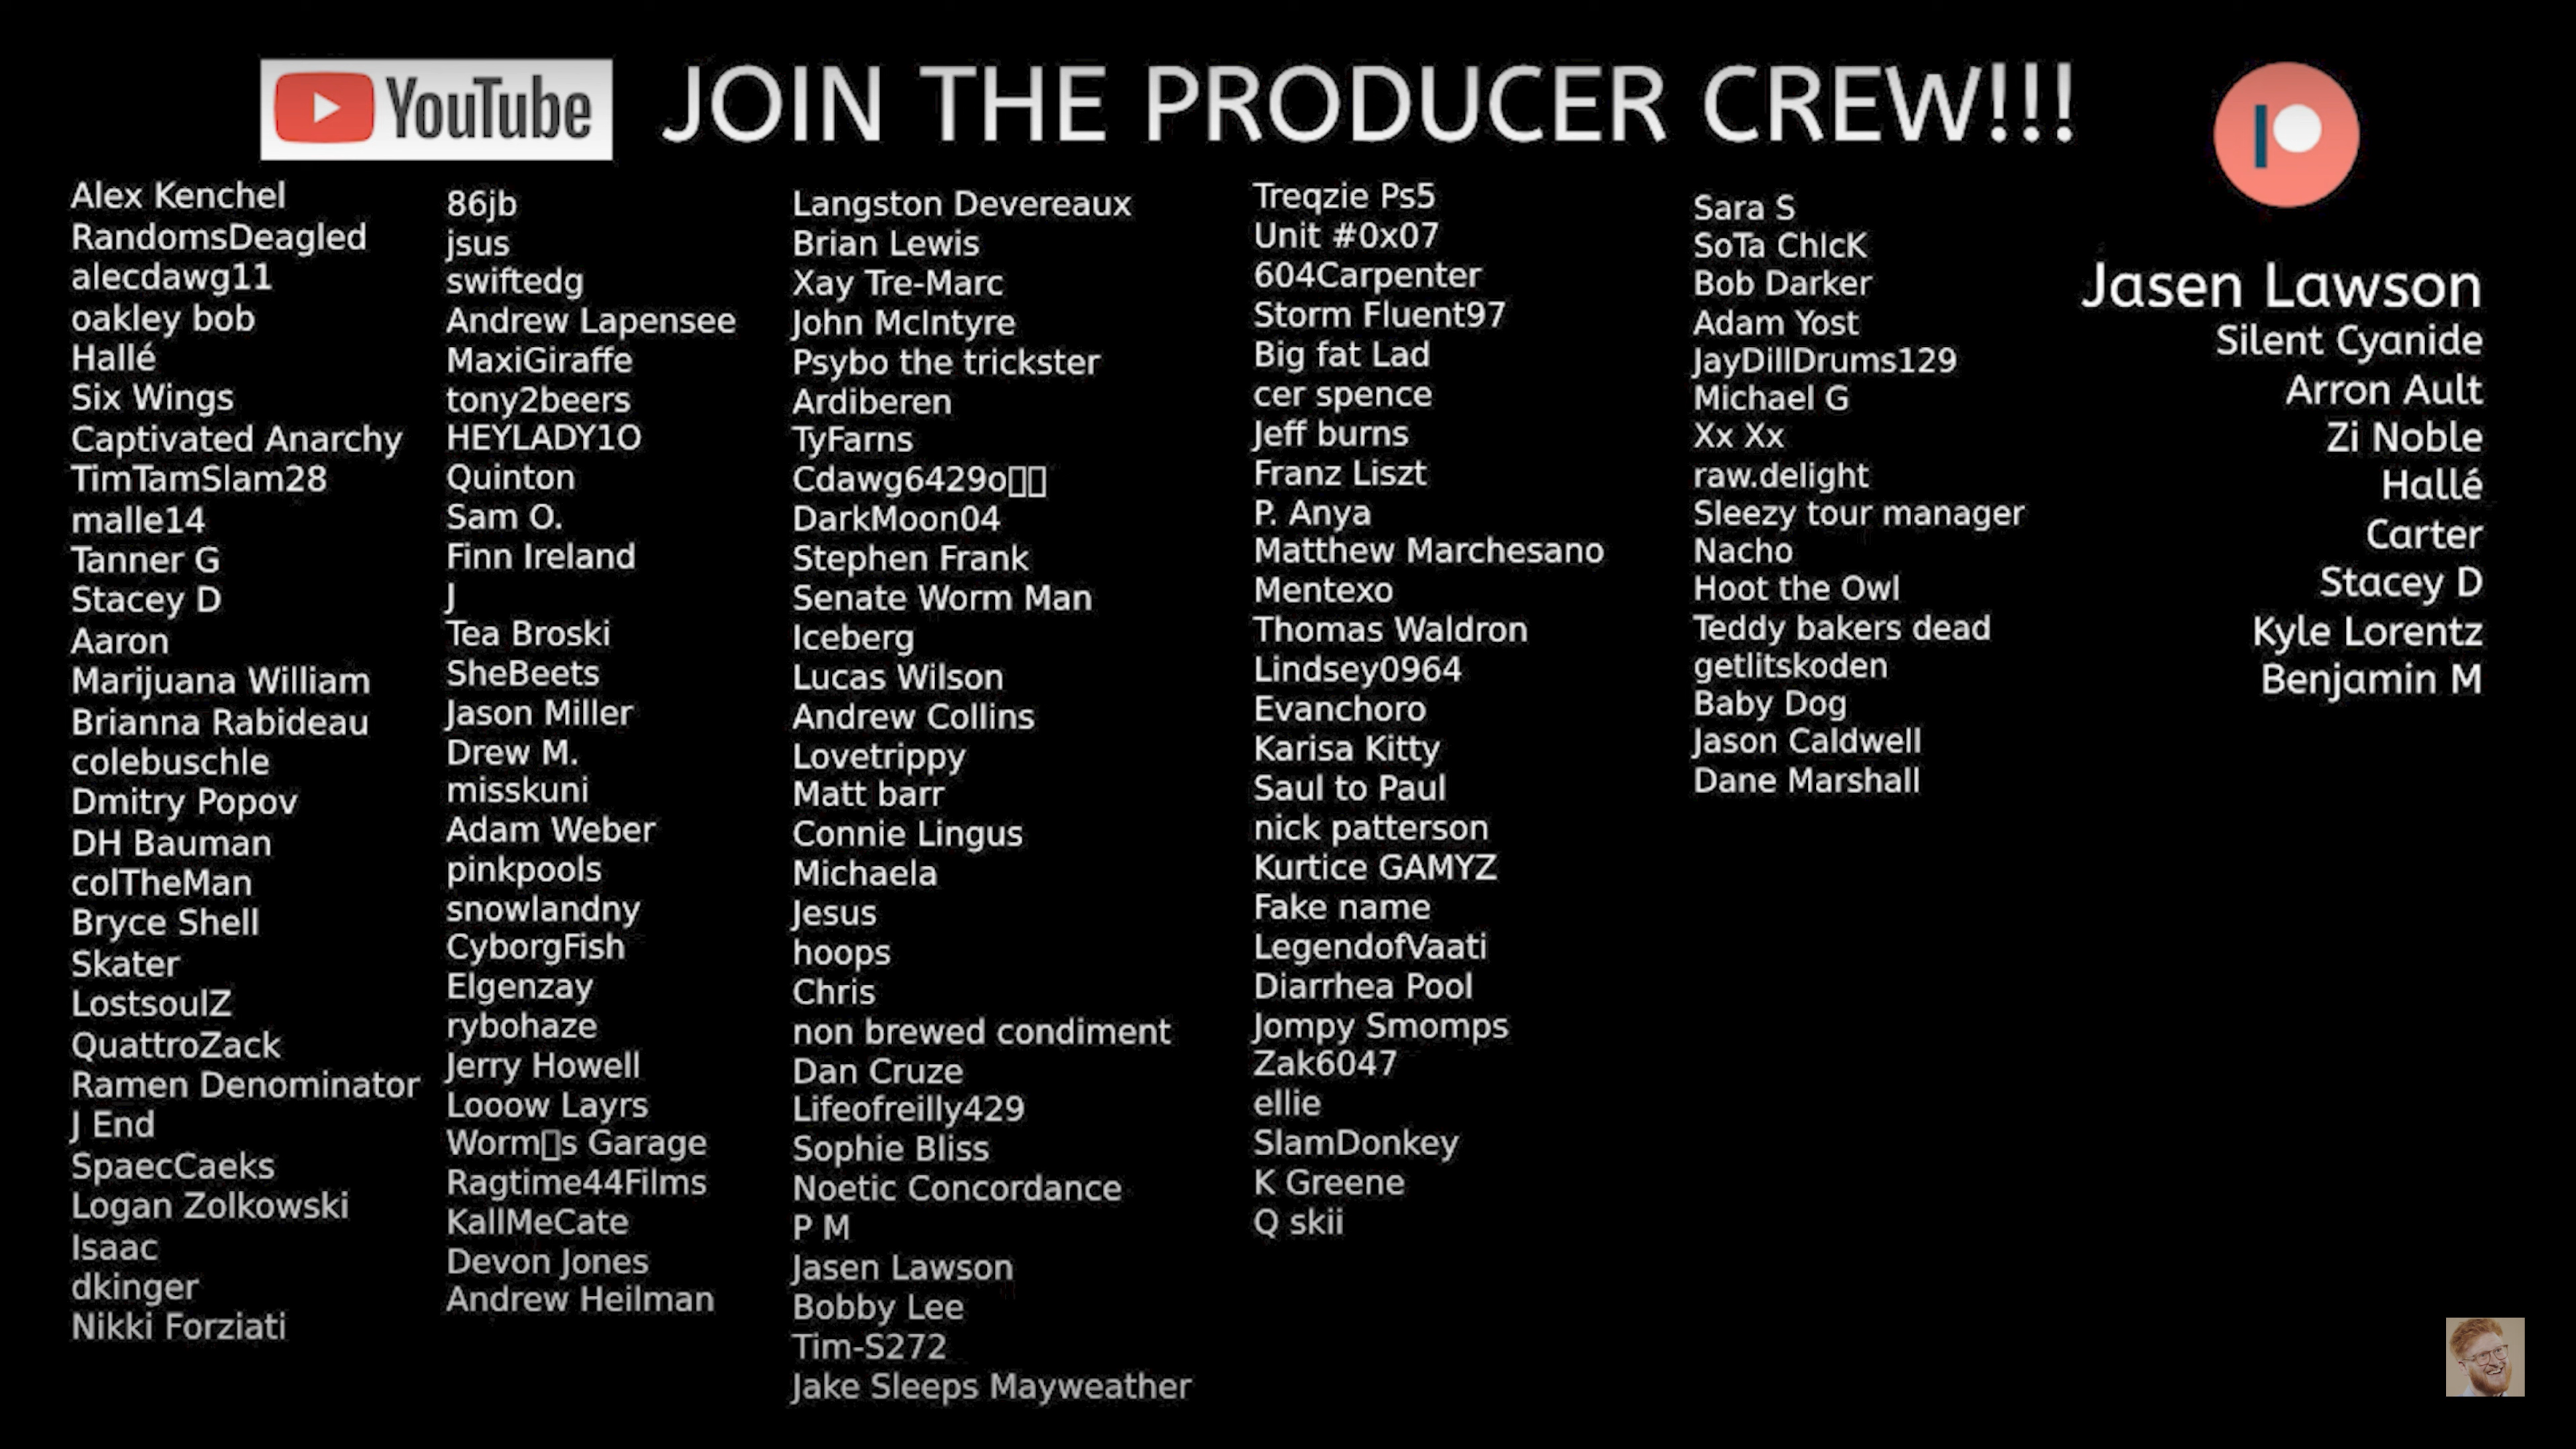 YouTube JOIN THE PRODUCER CREW!!!
Alex Kenchel
RandomsDeagled
alecdawg11
oakley bob
Hallé
Six Wings
Captivated Anarchy
TimTamSlam28
malle14
Tanner G
Stacey D
Aaron
Marijuana William
Brianna Rabideau
colebuschle
Dmitry Popov
DH Bauman
colTheMan
Bryce Shell
Skater
LostsoulZ
QuattroZack
Ramen Denominator
J End
SpaecCaeks
Logan Zolkowski
Isaac
dkinger
Nikki Forziati
86jb
jsus
swiftedg
Andrew Lapensee
MaxiGiraffe
tony2beers
HEYLADY1O
Quinton
Sam O.
Finn Ireland
J
Tea Broski
SheBeets
Jason Miller
Drew M.
misskuni
Adam Weber
pinkpools
snowlandny
CyborgFish
Elgenzay
rybohaze
Jerry Howell
Looow Layrs
Worm▯s Garage
Ragtime44Films
KallMeCate
Devon Jones
Andrew Heilman
Langston Devereaux
Brian Lewis
Xay Tre-Marc
John McIntyre
Psybo the trickster
Ardiberen
TyFarns
Cdawg6429o▯▯
DarkMoon04
Stephen Frank
Senate Worm Man
Iceberg
Lucas Wilson
Andrew Collins
Lovetrippy
Matt barr
Connie Lingus
Michaela
Jesus
hoops
Chris
non brewed condiment
Dan Cruze
Lifeofreilly429
Sophie Bliss
Noetic Concordance
P M
Jasen Lawson
Bobby Lee
Tim-S272
Jake Sleeps Mayweather
Treqzie Ps5
Unit #0x07
604Carpenter
Storm Fluent97
Big fat Lad
cer spence
Jeff burns
Franz Liszt
P. Anya
Matthew Marchesano
Mentexo
Thomas Waldron
Lindsey0964
Evanchoro
Karisa Kitty
Saul to Paul
nick patterson
Kurtice GAMYZ
Fake name
LegendofVaati
Diarrhea Pool
Jompy Smomps
Zak6047
ellie
SlamDonkey
K Greene
Q skii
Sara S
SoTa ChIcK
Bob Darker
Adam Yost
JayDillDrums129
Michael G
Xx Xx
raw.delight
Sleezy tour manager
Nacho
Hoot the Owl
Teddy bakers dead
getlitskoden
Baby Dog
Jason Caldwell
Dane Marshall
Jasen Lawson
Silent Cyanide
Arron Ault
Zi Noble
Hallé
Carter
Stacey D
Kyle Lorentz
Benjamin M